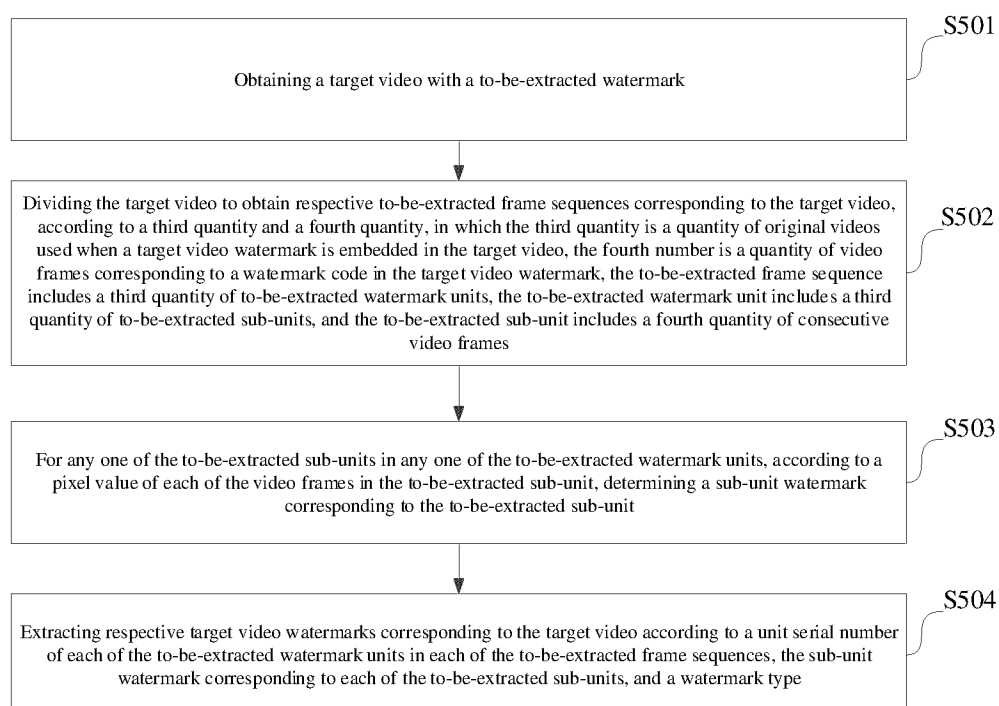 S501
Obtaining a target video with a to-be-extracted watermark
Dividing the target video to obtain respective to-be-extracted frame sequences corresponding to the target video,
according to a third quantity and a fourth quantity, in which the third quantity is a quantity of original videos
used when a target video watermark is embedded in the target video, the fourth number is a quantity of video
frames corresponding to a watermark code in the target video watermark, the to-be-extracted frame sequence
includes a third quantity of to-be-extracted watermark units, the to-be-extracted watermark unit includes a third
quantity of to-be-extracted sub-units, and the to-be-extracted sub-unit includes a fourth quantity of consecutive
video frames
S502
S503
For any one of the to-be-extracted sub-units in any one of the to-be-extracted watermark units, according to a
pixel value of each of the video frames in the to-be-extracted sub-unit, determining a sub-unit watermark
corresponding to the to-be-extracted sub-unit
S504
Extracting respective target video watermarks corresponding to the target video according to a unit serial number
of each of the to-be-extracted watermark units in each of the to-be-extracted frame sequences, the sub-unit
watermark corresponding to each of the to-be-extracted sub-units, and a watermark type